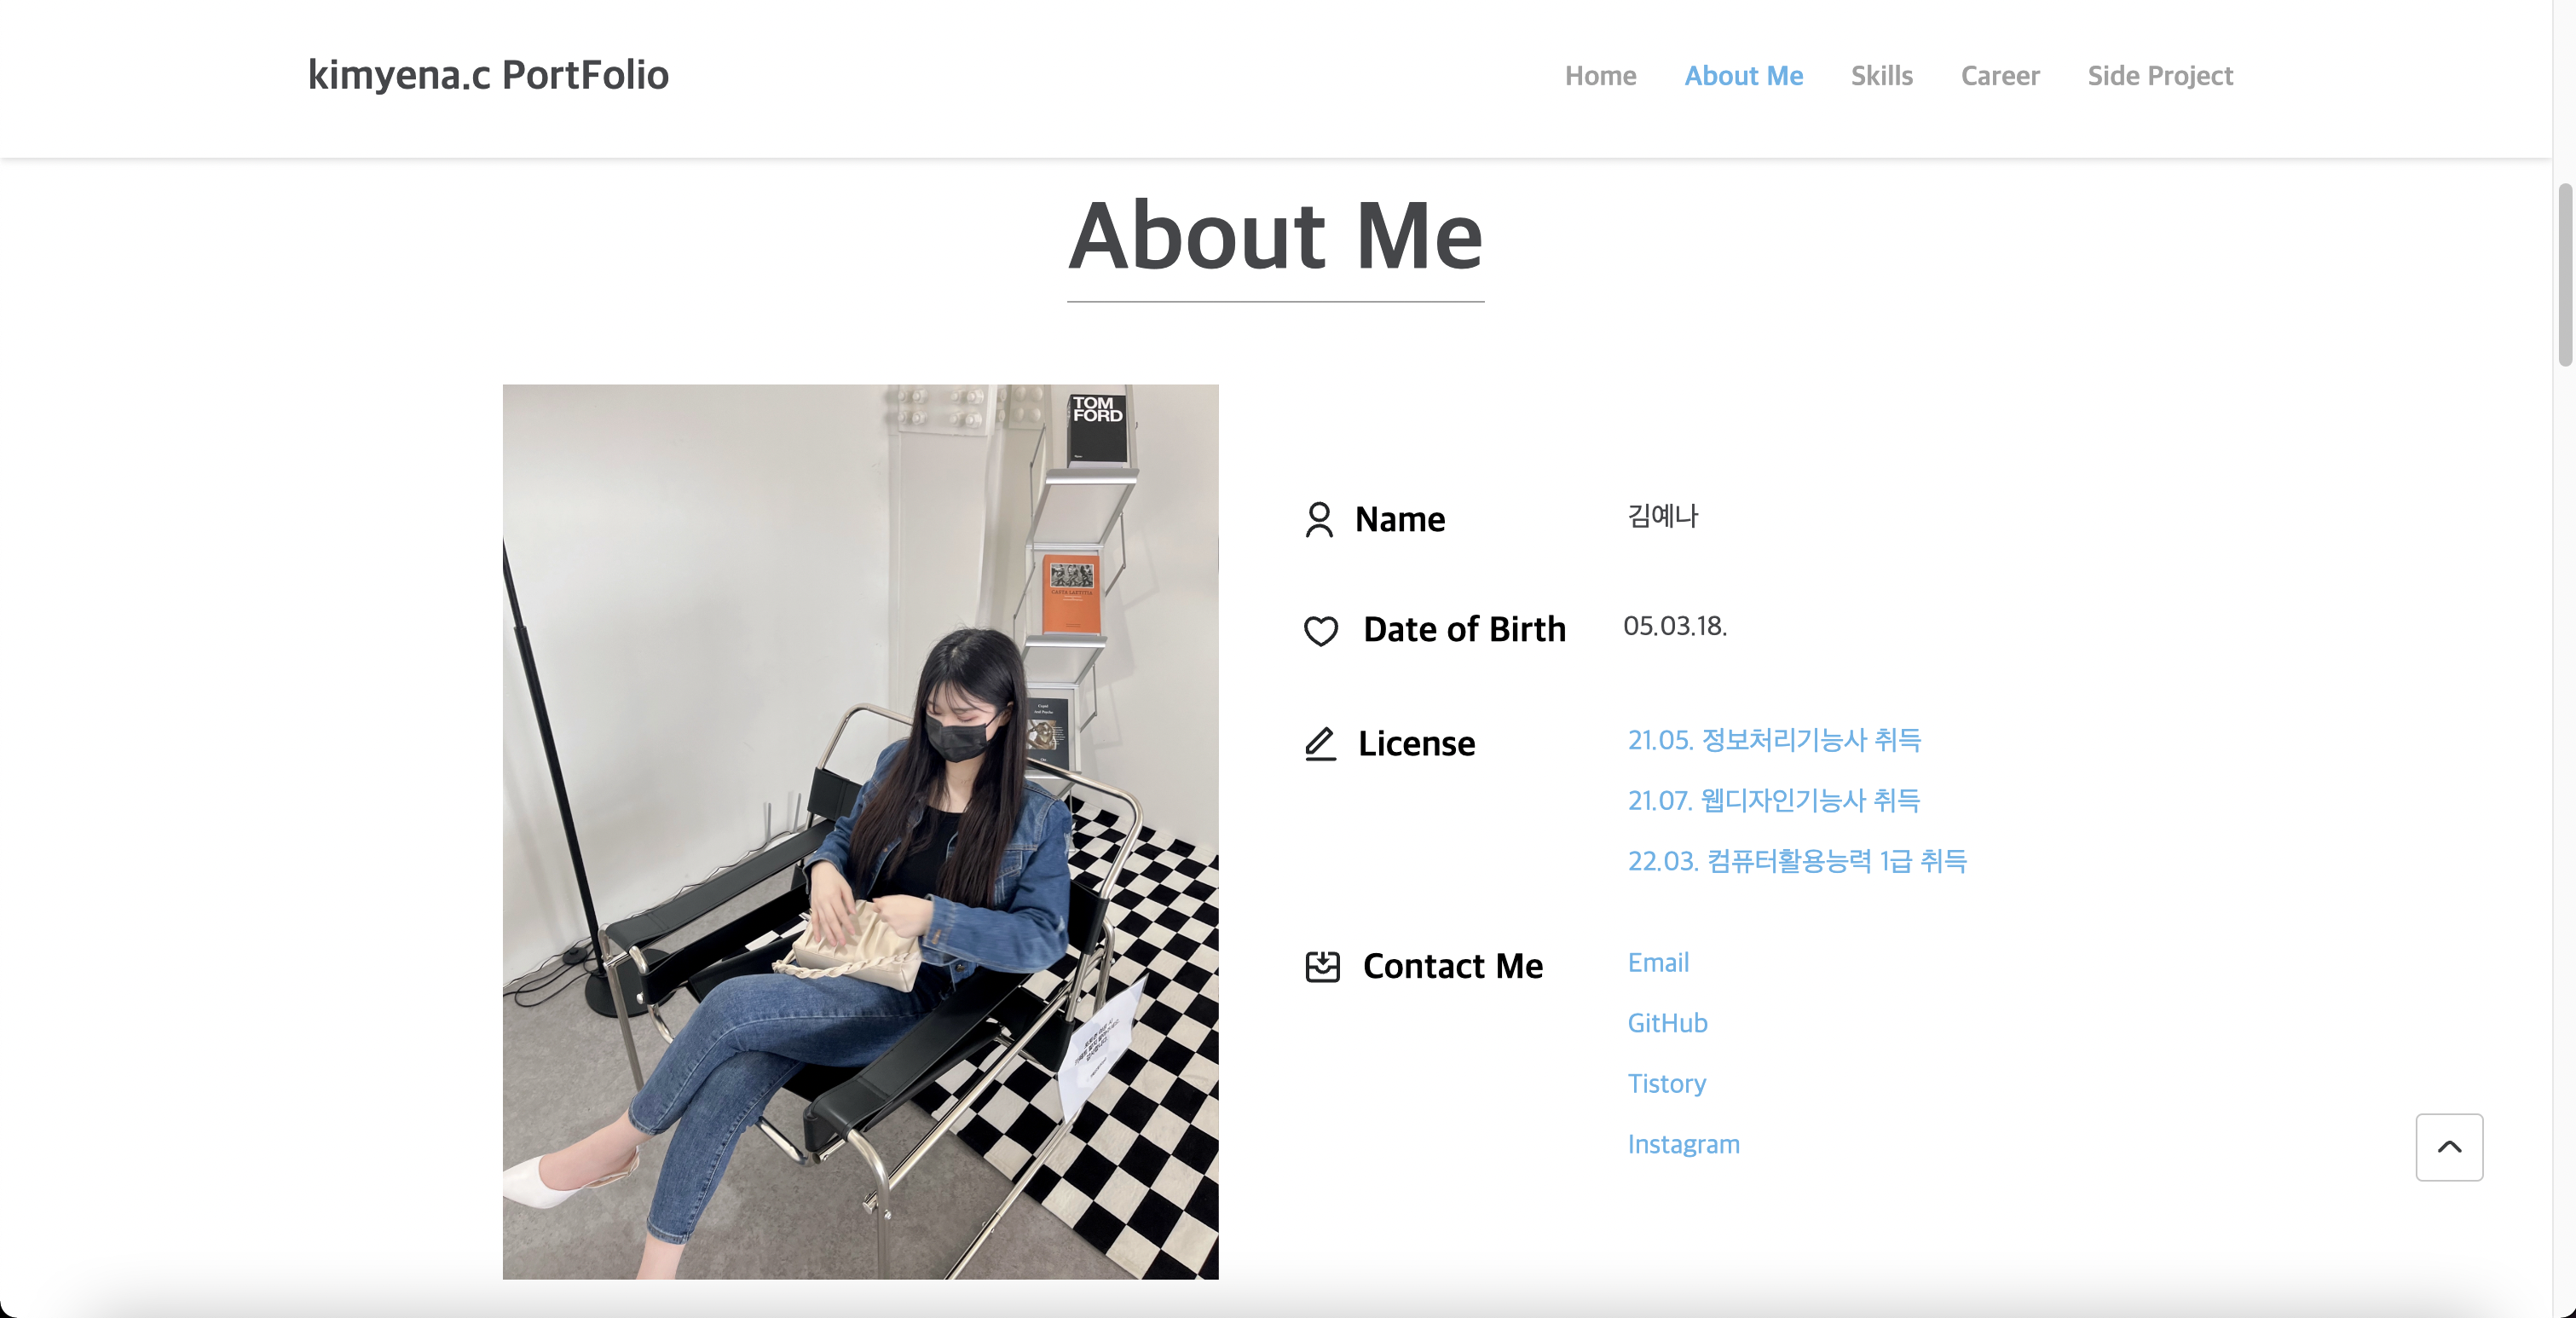 kimyena.c PortFolio
Home About Me Skills Career Side Project
About Me
TOM
FORD
Name 김예나
Date of Birth 05.03.18.
License 21.05. 정보처리기능사 취득
21.07. 웹디자인기능사 취득
22.03. 컴퓨터활용능력 1급 취득
Contact Me Email
GitHub
Tistory
Instagram